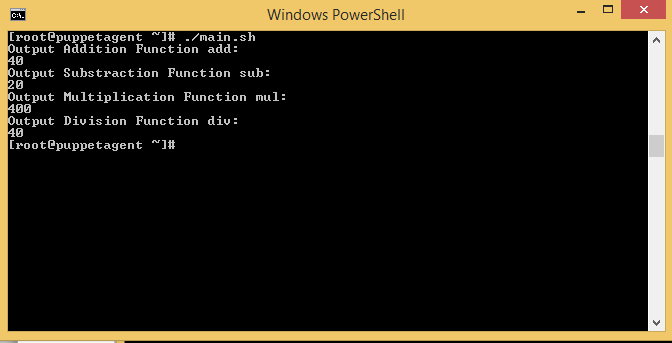 Windows PowerShell
[root@puppetagent ~]# ./main.sh
Output Addition Function add:
40
Output Substraction Function sub:
20
Output Multiplication Function mul:
400
Output Division Function div:
40
[root@puppetagent ~]#